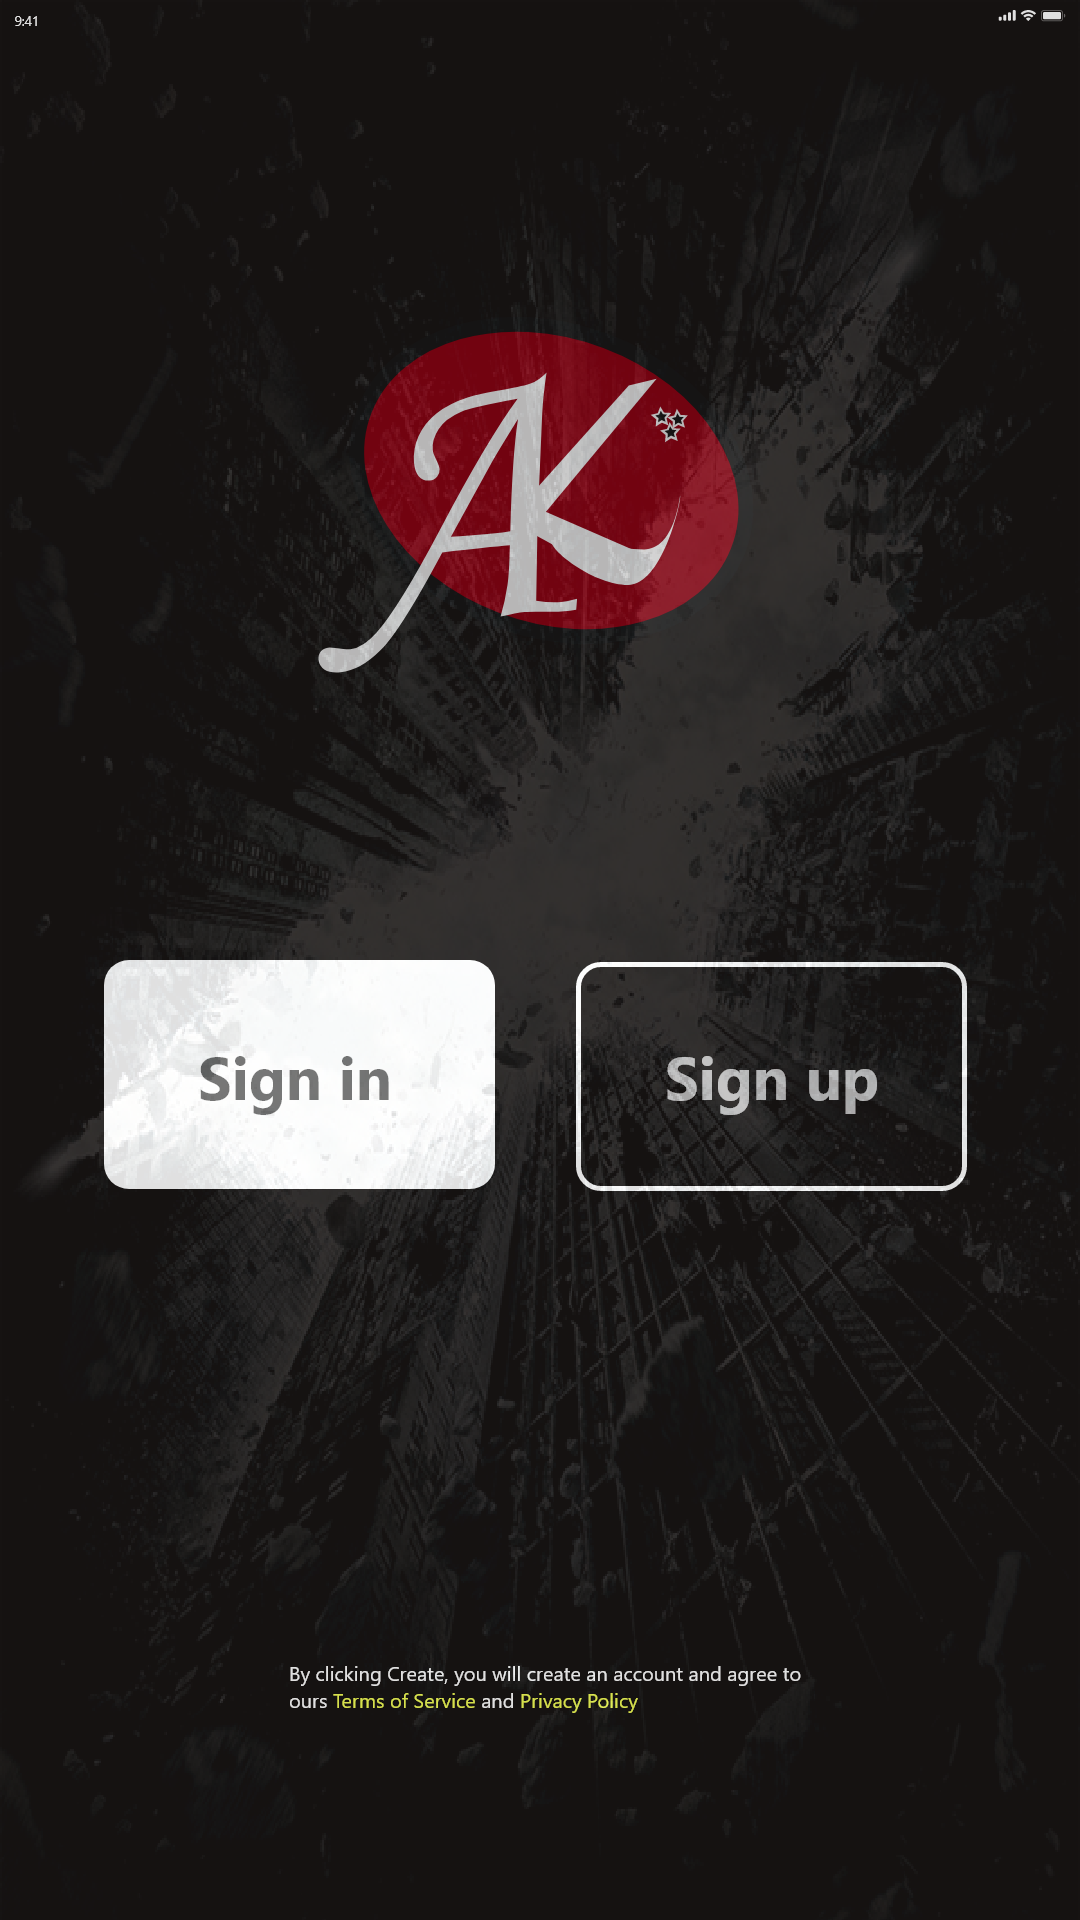 9:41
AK
Sign in
Sign up
By clicking Create, you will create an account and agree to
ours Terms of Service and Privacy Policy